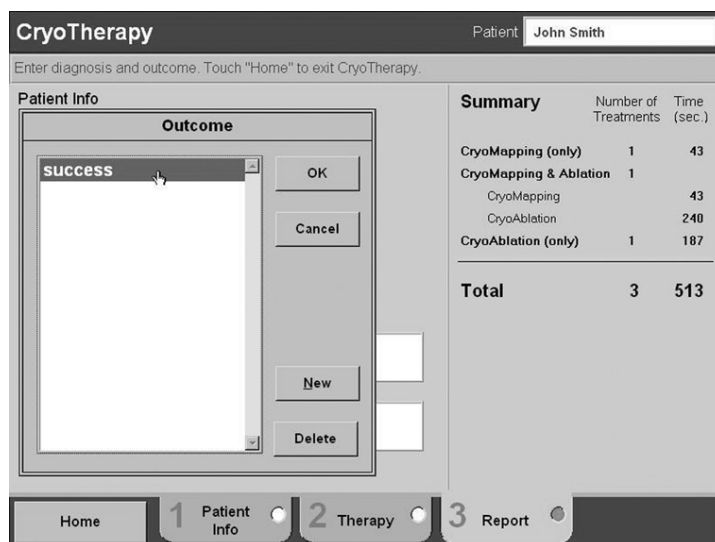 CryoTherapy
Patient John Smith
Enter diagnosis and outcome. Touch "Home" to exit CryoTherapy.
Patient Info
Outcome
success
OK
Cancel
New
Delete
Summary Number of Treatments Time (sec.)
CryoMapping (only) 1 43
CryoMapping & Ablation 1
CryoMapping 43
CryoAblation 240
CryoAblation (only) 1 187
Total 3 513
Home
1 Patient Info
2 Therapy
3 Report